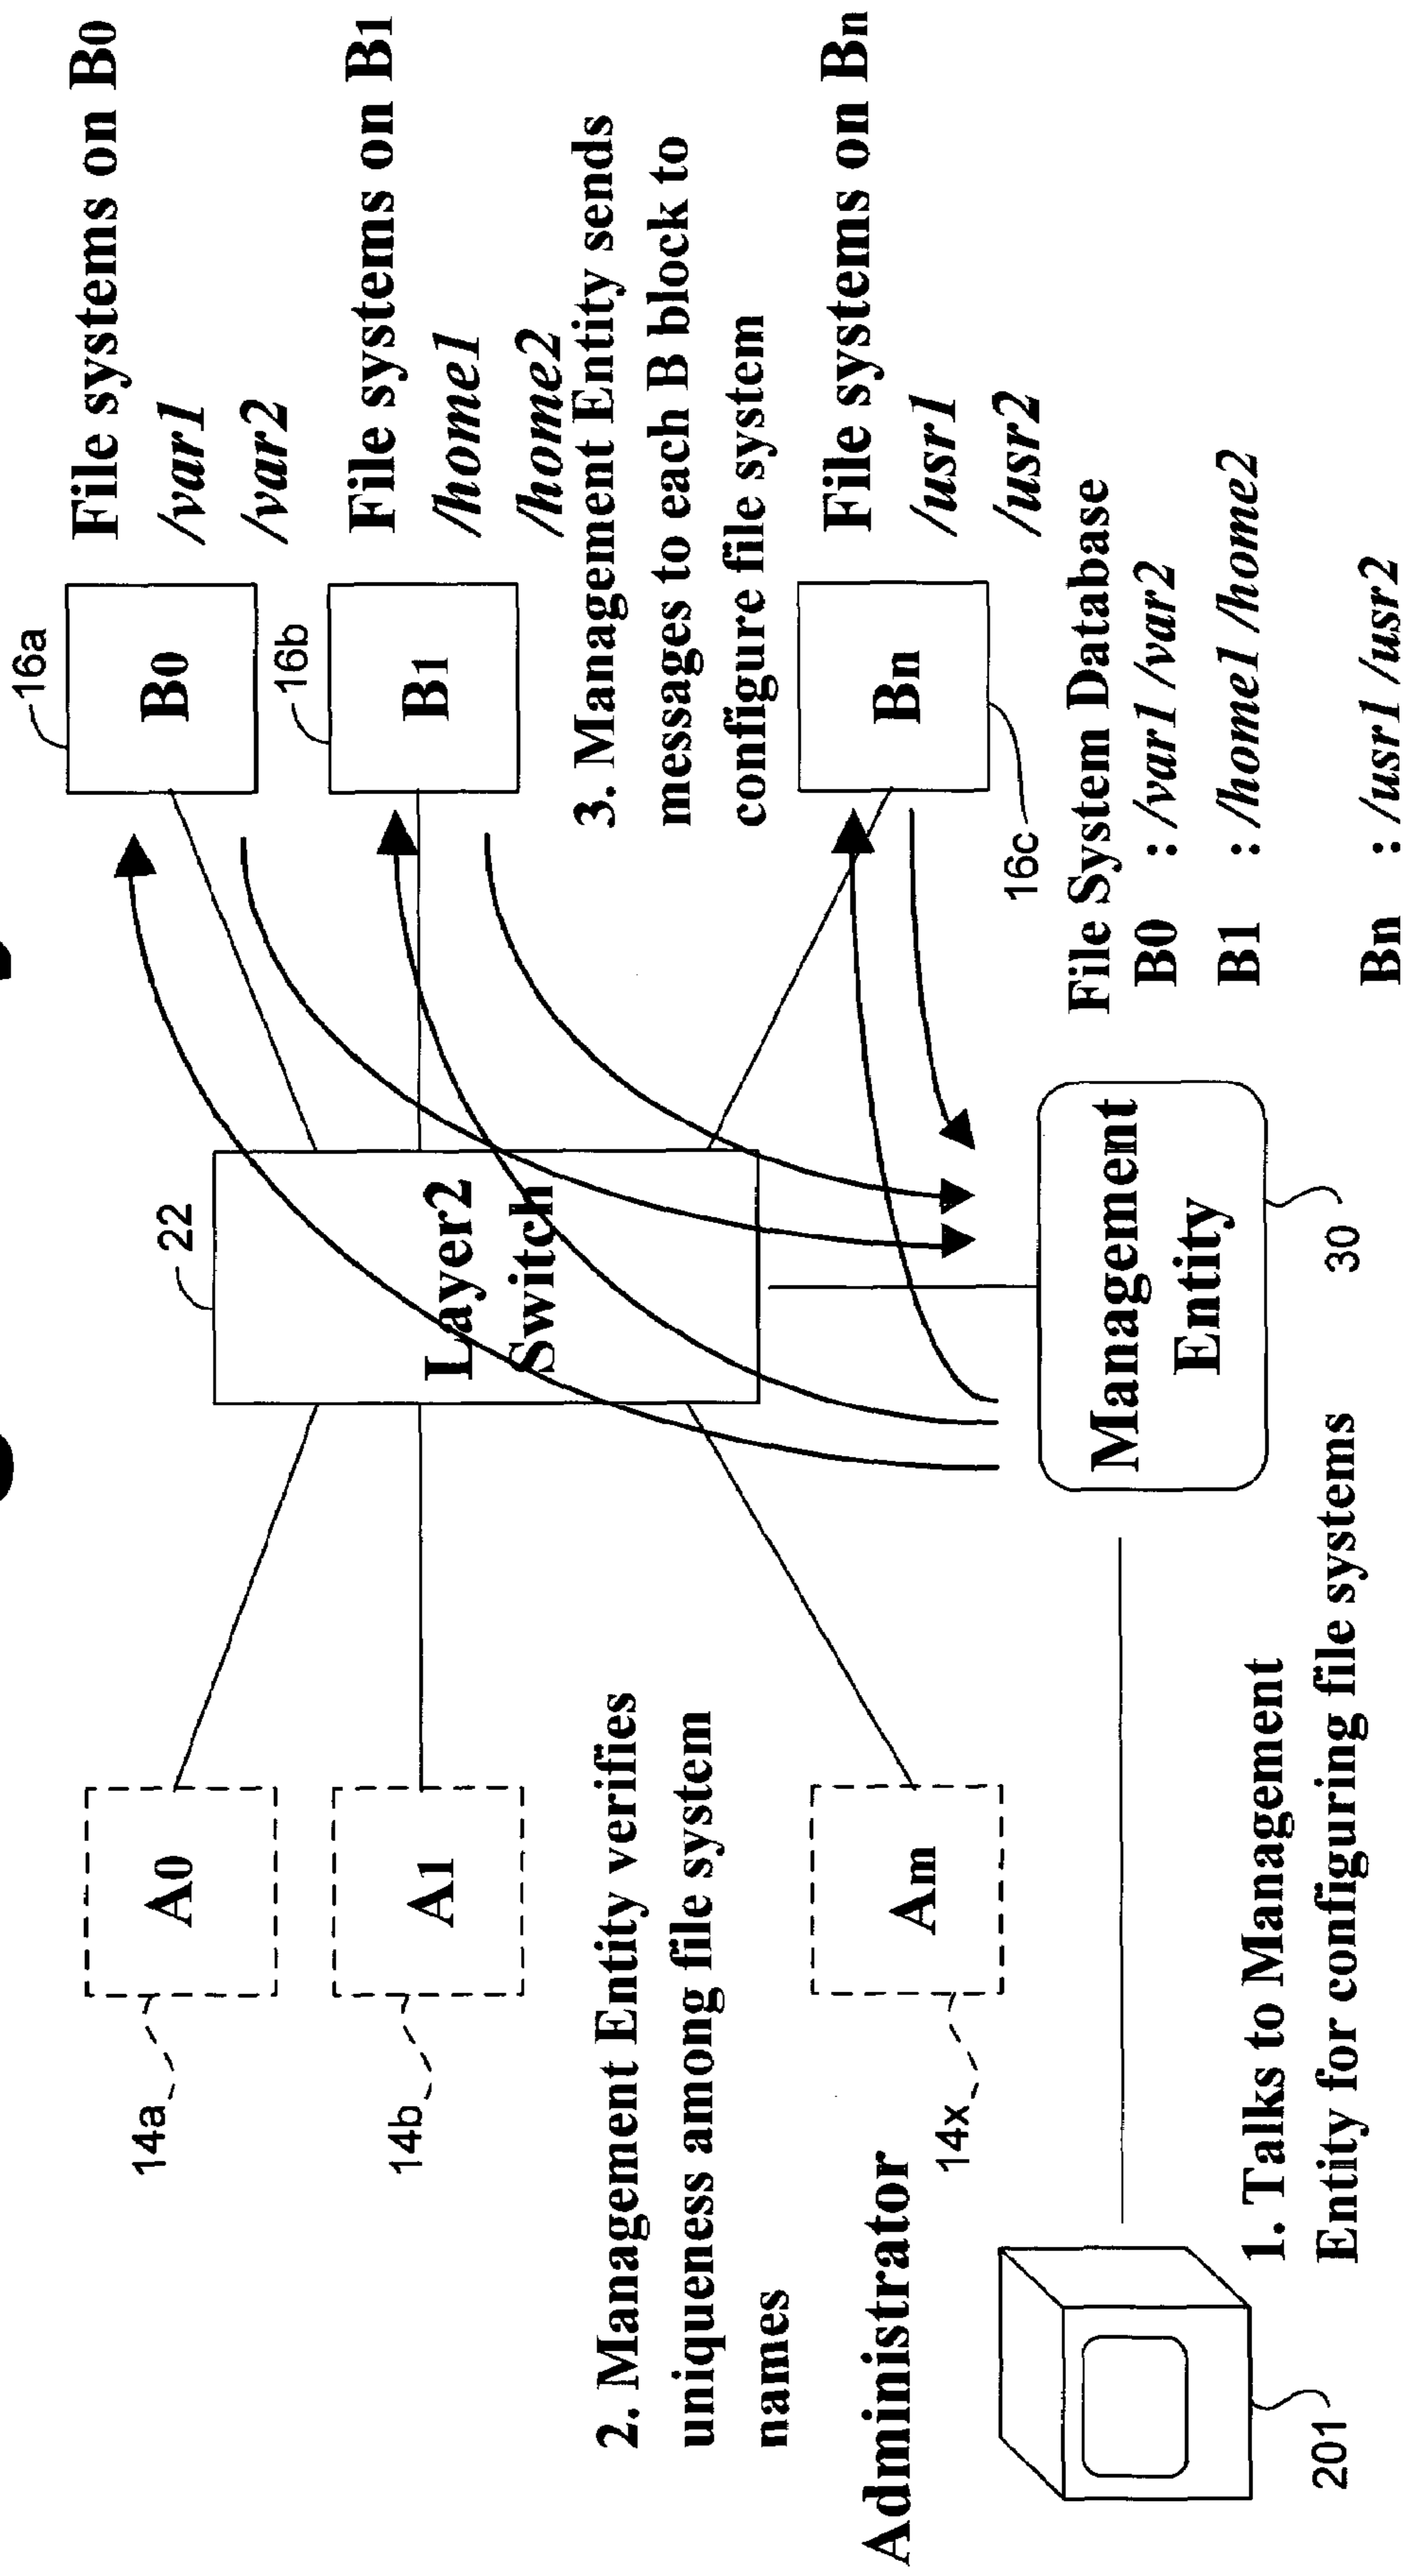 14a
A0
14b
A1
2. Management Entity verifies
uniqueness among file system
names
14x
Am
Administrator
201
1. Talks to Management
Entity for configuring file systems
22
Layer2
Switch
Management
Entity
30
16a
B0
File systems on B0
/var1
/var2
16b
B1
File systems on B1
/home1
/home2
3. Management Entity sends
messages to each B block to
configure file system
Bn
16c
File systems on Bn
/usr1
/usr2
File System Database
B0 : /var1 /var2
B1 : /home1 /home2
Bn : /usr1 /usr2